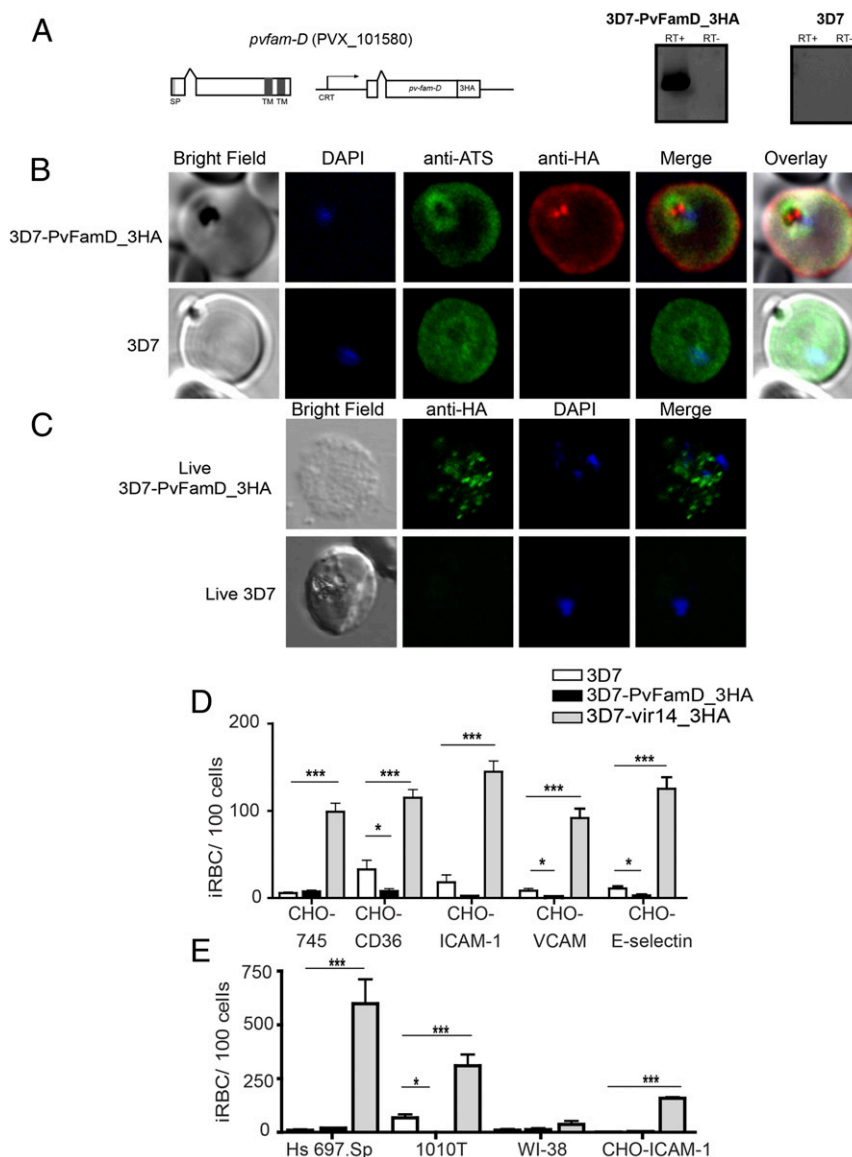 A
pvfam-D (PVX_101580)
SP
TM TM
CRT
pv-fam-D
3HA
3D7-PvFamD_3HA
RT+ RT-
3D7
RT+ RT-
B
Bright Field DAPI anti-ATS anti-HA Merge Overlay
3D7-PvFamD_3HA
3D7
C
Bright Field anti-HA DAPI Merge
Live
3D7-PvFamD_3HA
Live 3D7
D
3D7
3D7-PvFamD_3HA
3D7-vir14_3HA
iRBC/ 100 cells
200
100
0
*** *** *** *** ***
* * *
CHO- CHO- CHO- CHO- CHO-
745 CD36 ICAM-1 VCAM E-selectin
E
iRBC/ 100 cells
750
500
250
0
*** *** ***
*
Hs 697.Sp 1010T WI-38 CHO-ICAM-1